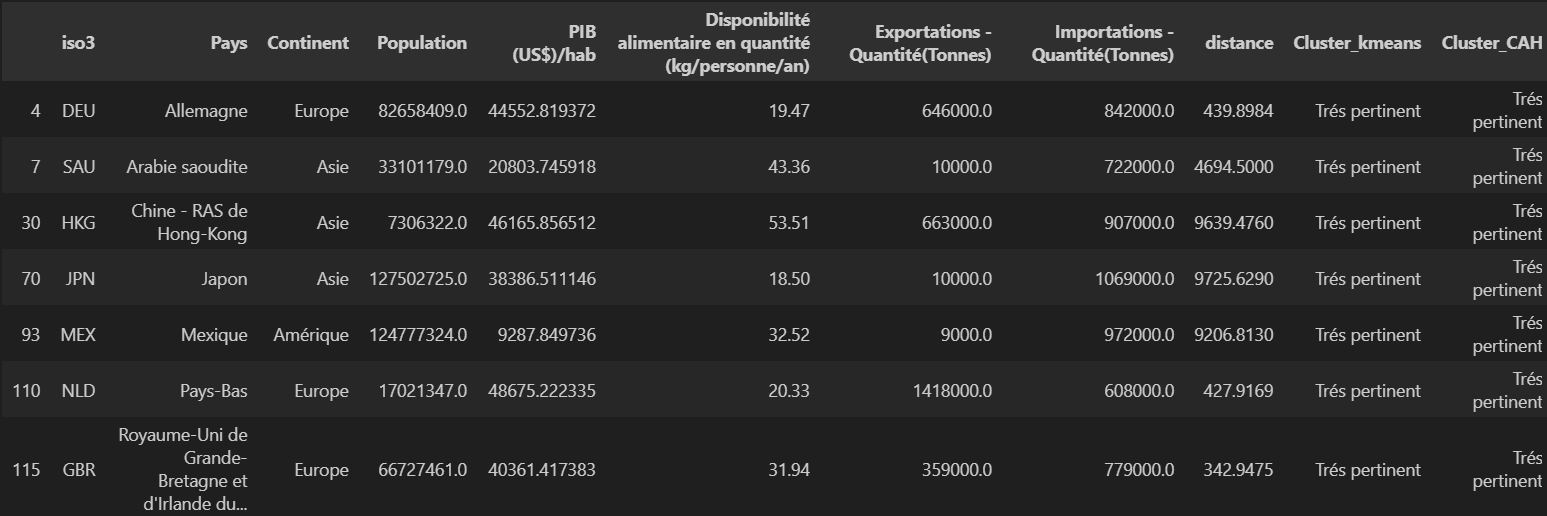 iso3 Pays Continent Population PIB (US$)/hab Disponibilité alimentaire en quantité (kg/personne/an) Exportations - Quantité(Tonnes) Importations - Quantité(Tonnes) distance Cluster_kmeans Cluster_CAH
4 DEU Allemagne Europe 82658409.0 44552.819372 19.47 646000.0 842000.0 439.8984 Trés pertinent Trés pertinent
7 SAU Arabie saoudite Asie 33101179.0 20803.745918 43.36 10000.0 722000.0 4694.5000 Trés pertinent Trés pertinent
30 HKG Chine - RAS de Hong-Kong Asie 7306322.0 46165.856512 53.51 663000.0 907000.0 9639.4760 Trés pertinent Trés pertinent
70 JPN Japon Asie 127502725.0 38386.511146 18.50 10000.0 1069000.0 9725.6290 Trés pertinent Trés pertinent
93 MEX Mexique Amérique 124777324.0 9287.849736 32.52 9000.0 972000.0 9206.8130 Trés pertinent Trés pertinent
110 NLD Pays-Bas Europe 17021347.0 48675.222335 20.33 1418000.0 608000.0 427.9169 Trés pertinent Trés pertinent
115 GBR Royaume-Uni de Grande-Bretagne et d'Irlande du... Europe 66727461.0 40361.417383 31.94 359000.0 779000.0 342.9475 Trés pertinent Trés pertinent